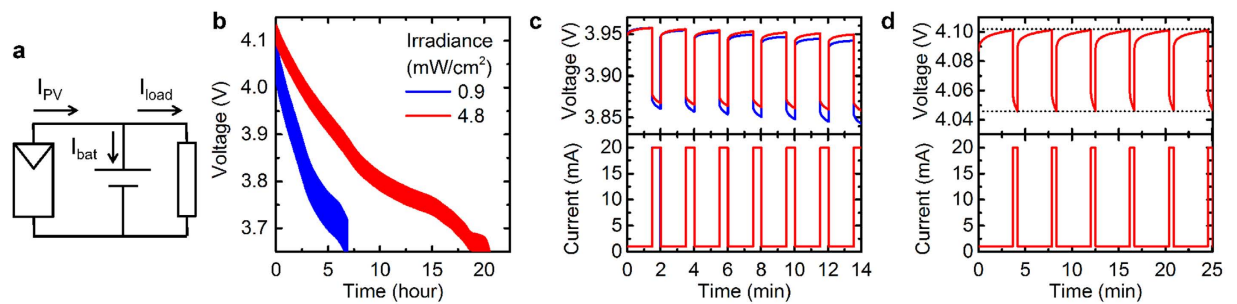 a
I_PV
I_load
I_bat
b
Voltage (V)
4.1
4.0
3.9
3.8
3.7
Irradiance
(mW/cm²)
0.9
4.8
0 5 10 15 20
Time (hour)
c
Voltage (V)
3.95
3.90
3.85
Current (mA)
20
15
10
5
0
0 2 4 6 8 10 12 14
Time (min)
d
Voltage (V)
4.10
4.08
4.06
4.04
Current (mA)
20
15
10
5
0
0 5 10 15 20 25
Time (min)